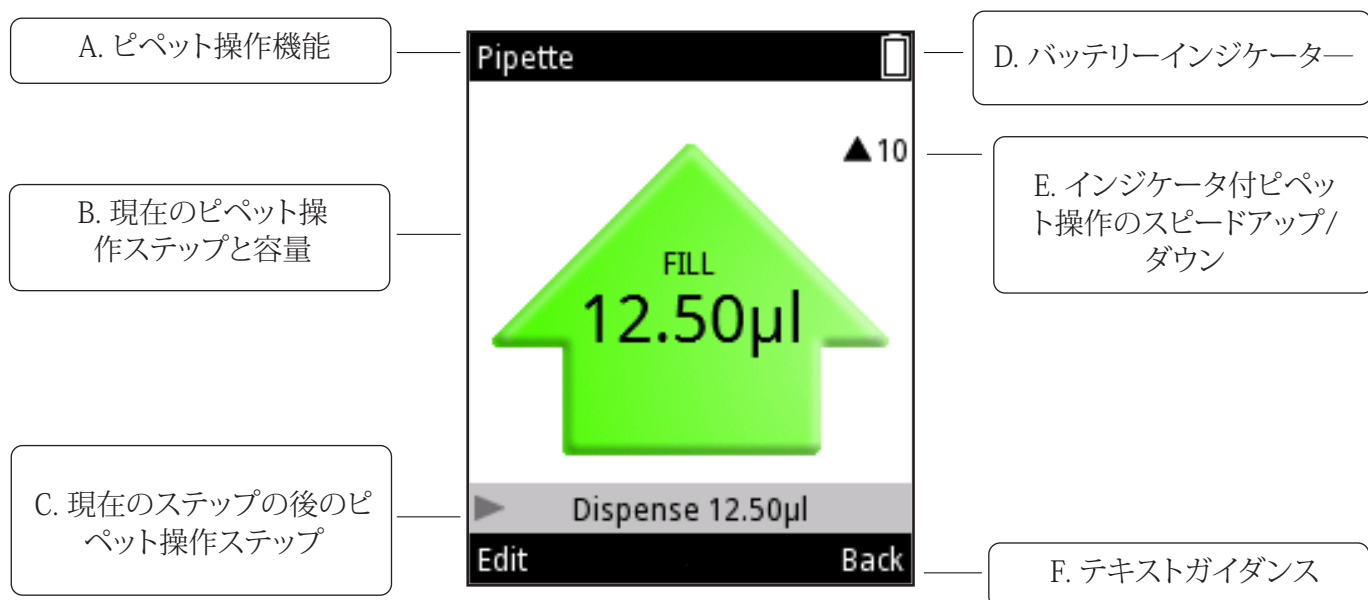 A. ピペット操作機能
B. 現在のピペット操
作ステップと容量
C. 現在のステップの後のピ
ペット操作ステップ
Pipette
▲10
FILL
12.50µl
Dispense 12.50µl
Edit
Back
D. バッテリーインジケータ―
E. インジケータ付ピペッ
ト操作のスピードアップ/
ダウン
F. テキストガイダンス